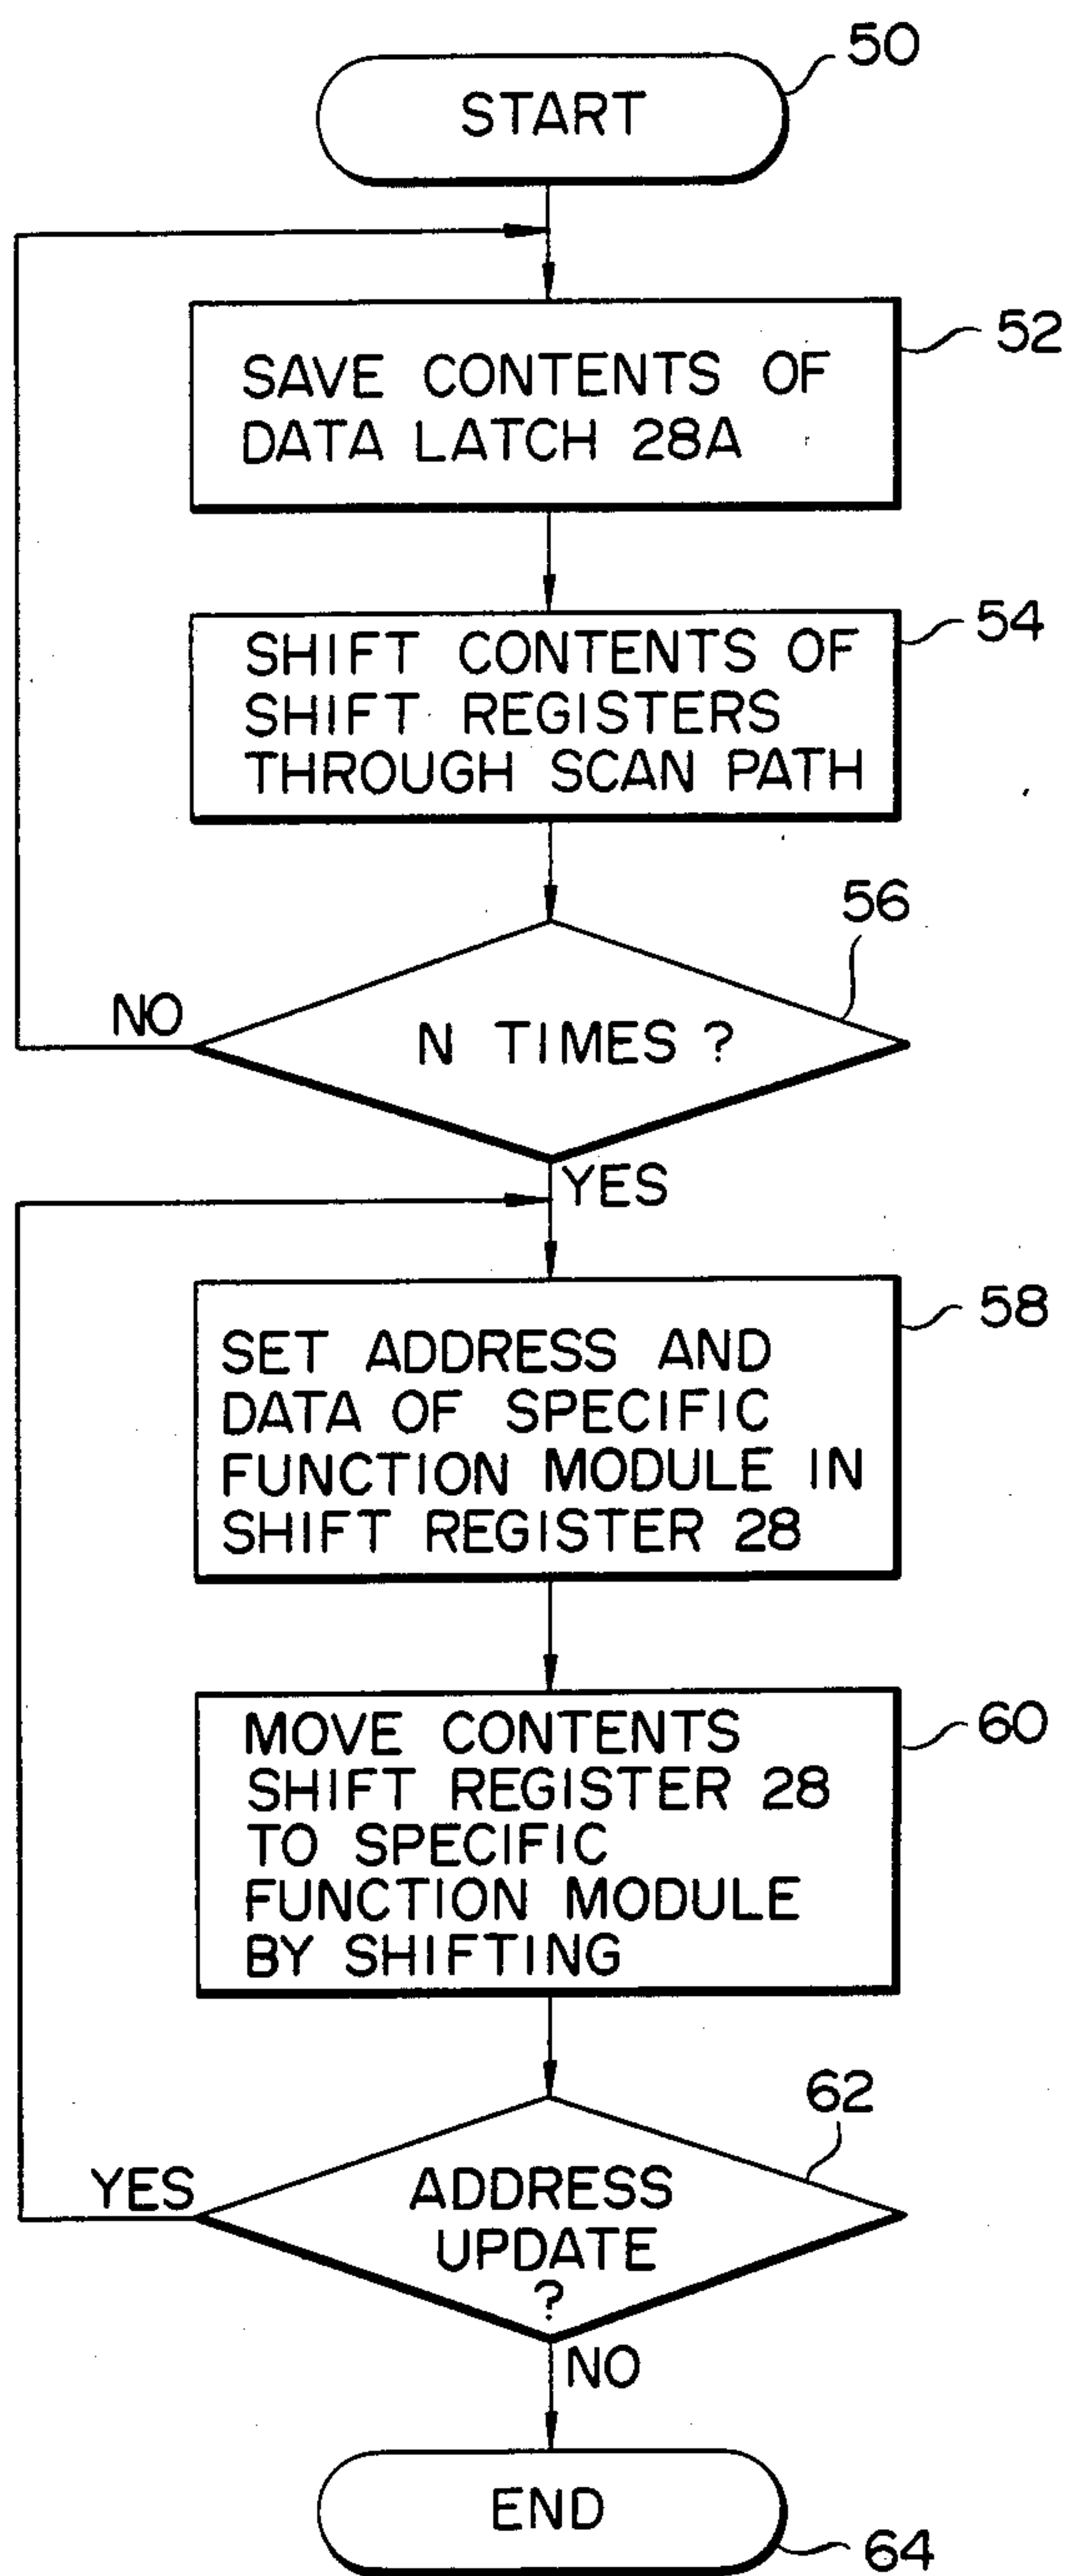 50
START
52
SAVE CONTENTS OF
DATA LATCH 28A
54
SHIFT CONTENTS OF
SHIFT REGISTERS
THROUGH SCAN PATH
56
NO
N TIMES ?
YES
58
SET ADDRESS AND
DATA OF SPECIFIC
FUNCTION MODULE IN
SHIFT REGISTER 28
60
MOVE CONTENTS
SHIFT REGISTER 28
TO SPECIFIC
FUNCTION MODULE
BY SHIFTING
62
YES
ADDRESS
UPDATE
?
NO
END
64